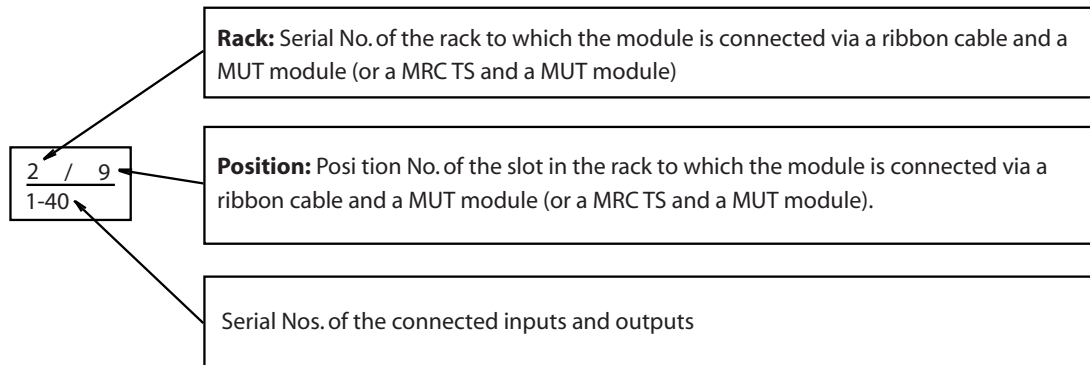 Rack: Serial No. of the rack to which the module is connected via a ribbon cable and a
MUT module (or a MRC TS and a MUT module)
2 / 9
1-40
Position: Posi tion No. of the slot in the rack to which the module is connected via a
ribbon cable and a MUT module (or a MRC TS and a MUT module).
Serial Nos. of the connected inputs and outputs